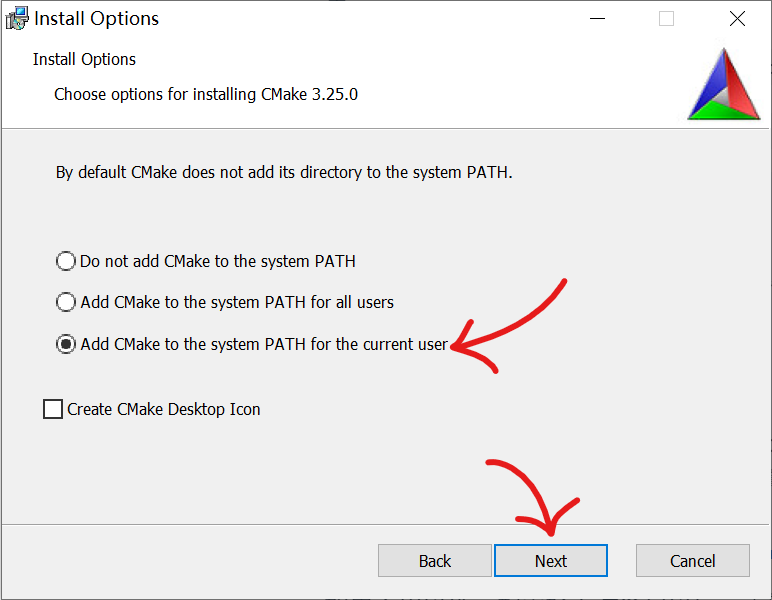 Install Options
Install Options
Choose options for installing CMake 3.25.0
By default CMake does not add its directory to the system PATH.
Do not add CMake to the system PATH
Add CMake to the system PATH for all users
Add CMake to the system PATH for the current user
Create CMake Desktop Icon
Back
Next
Cancel